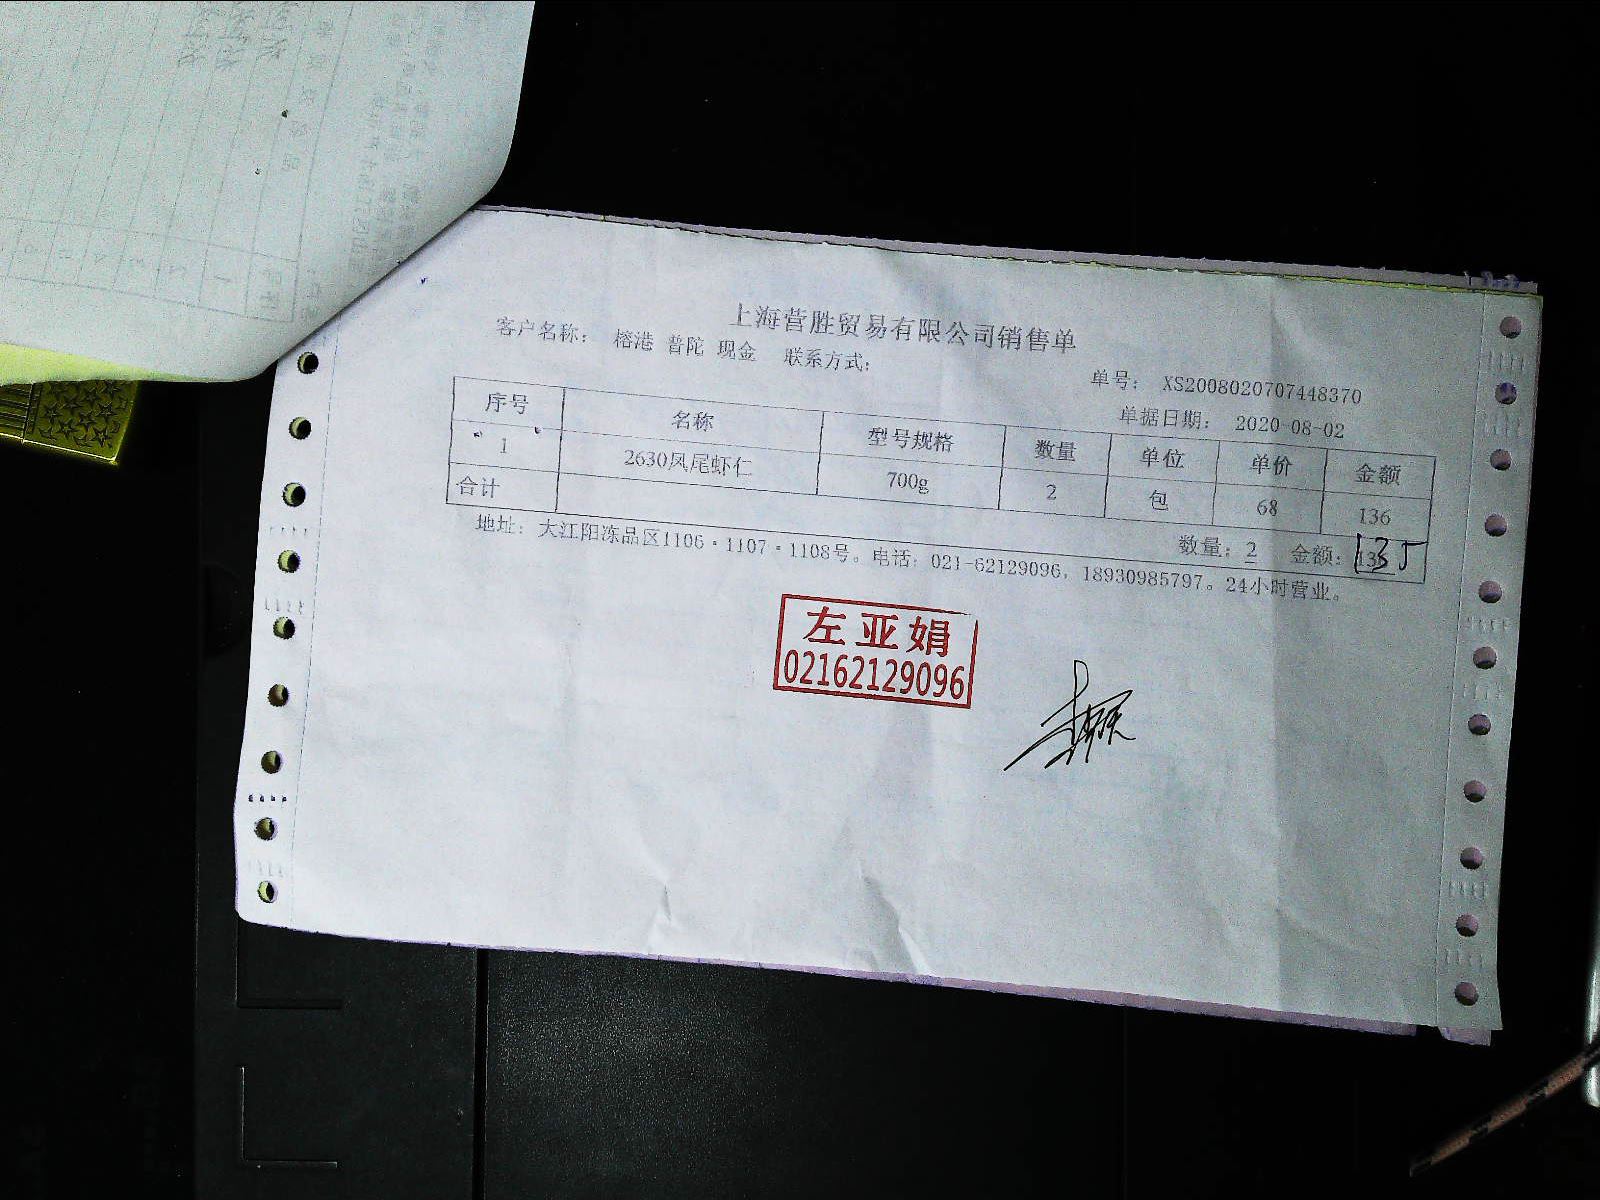 上海营胜贸易有限公司销售单
客户名称： 榕港 普陀 现金 联系方式：
单号： XS2008020707448370
单据日期： 2020-08-02
序号 名称 型号规格 数量 单位 单价 金额
1 2630凤尾虾仁 700g 2 包 68 136
合计 数量：2 金额：135
地址：大江阳冻品区1106·1107·1108号。电话：021-62129096，18930985797。24小时营业。
左亚娟
02162129096